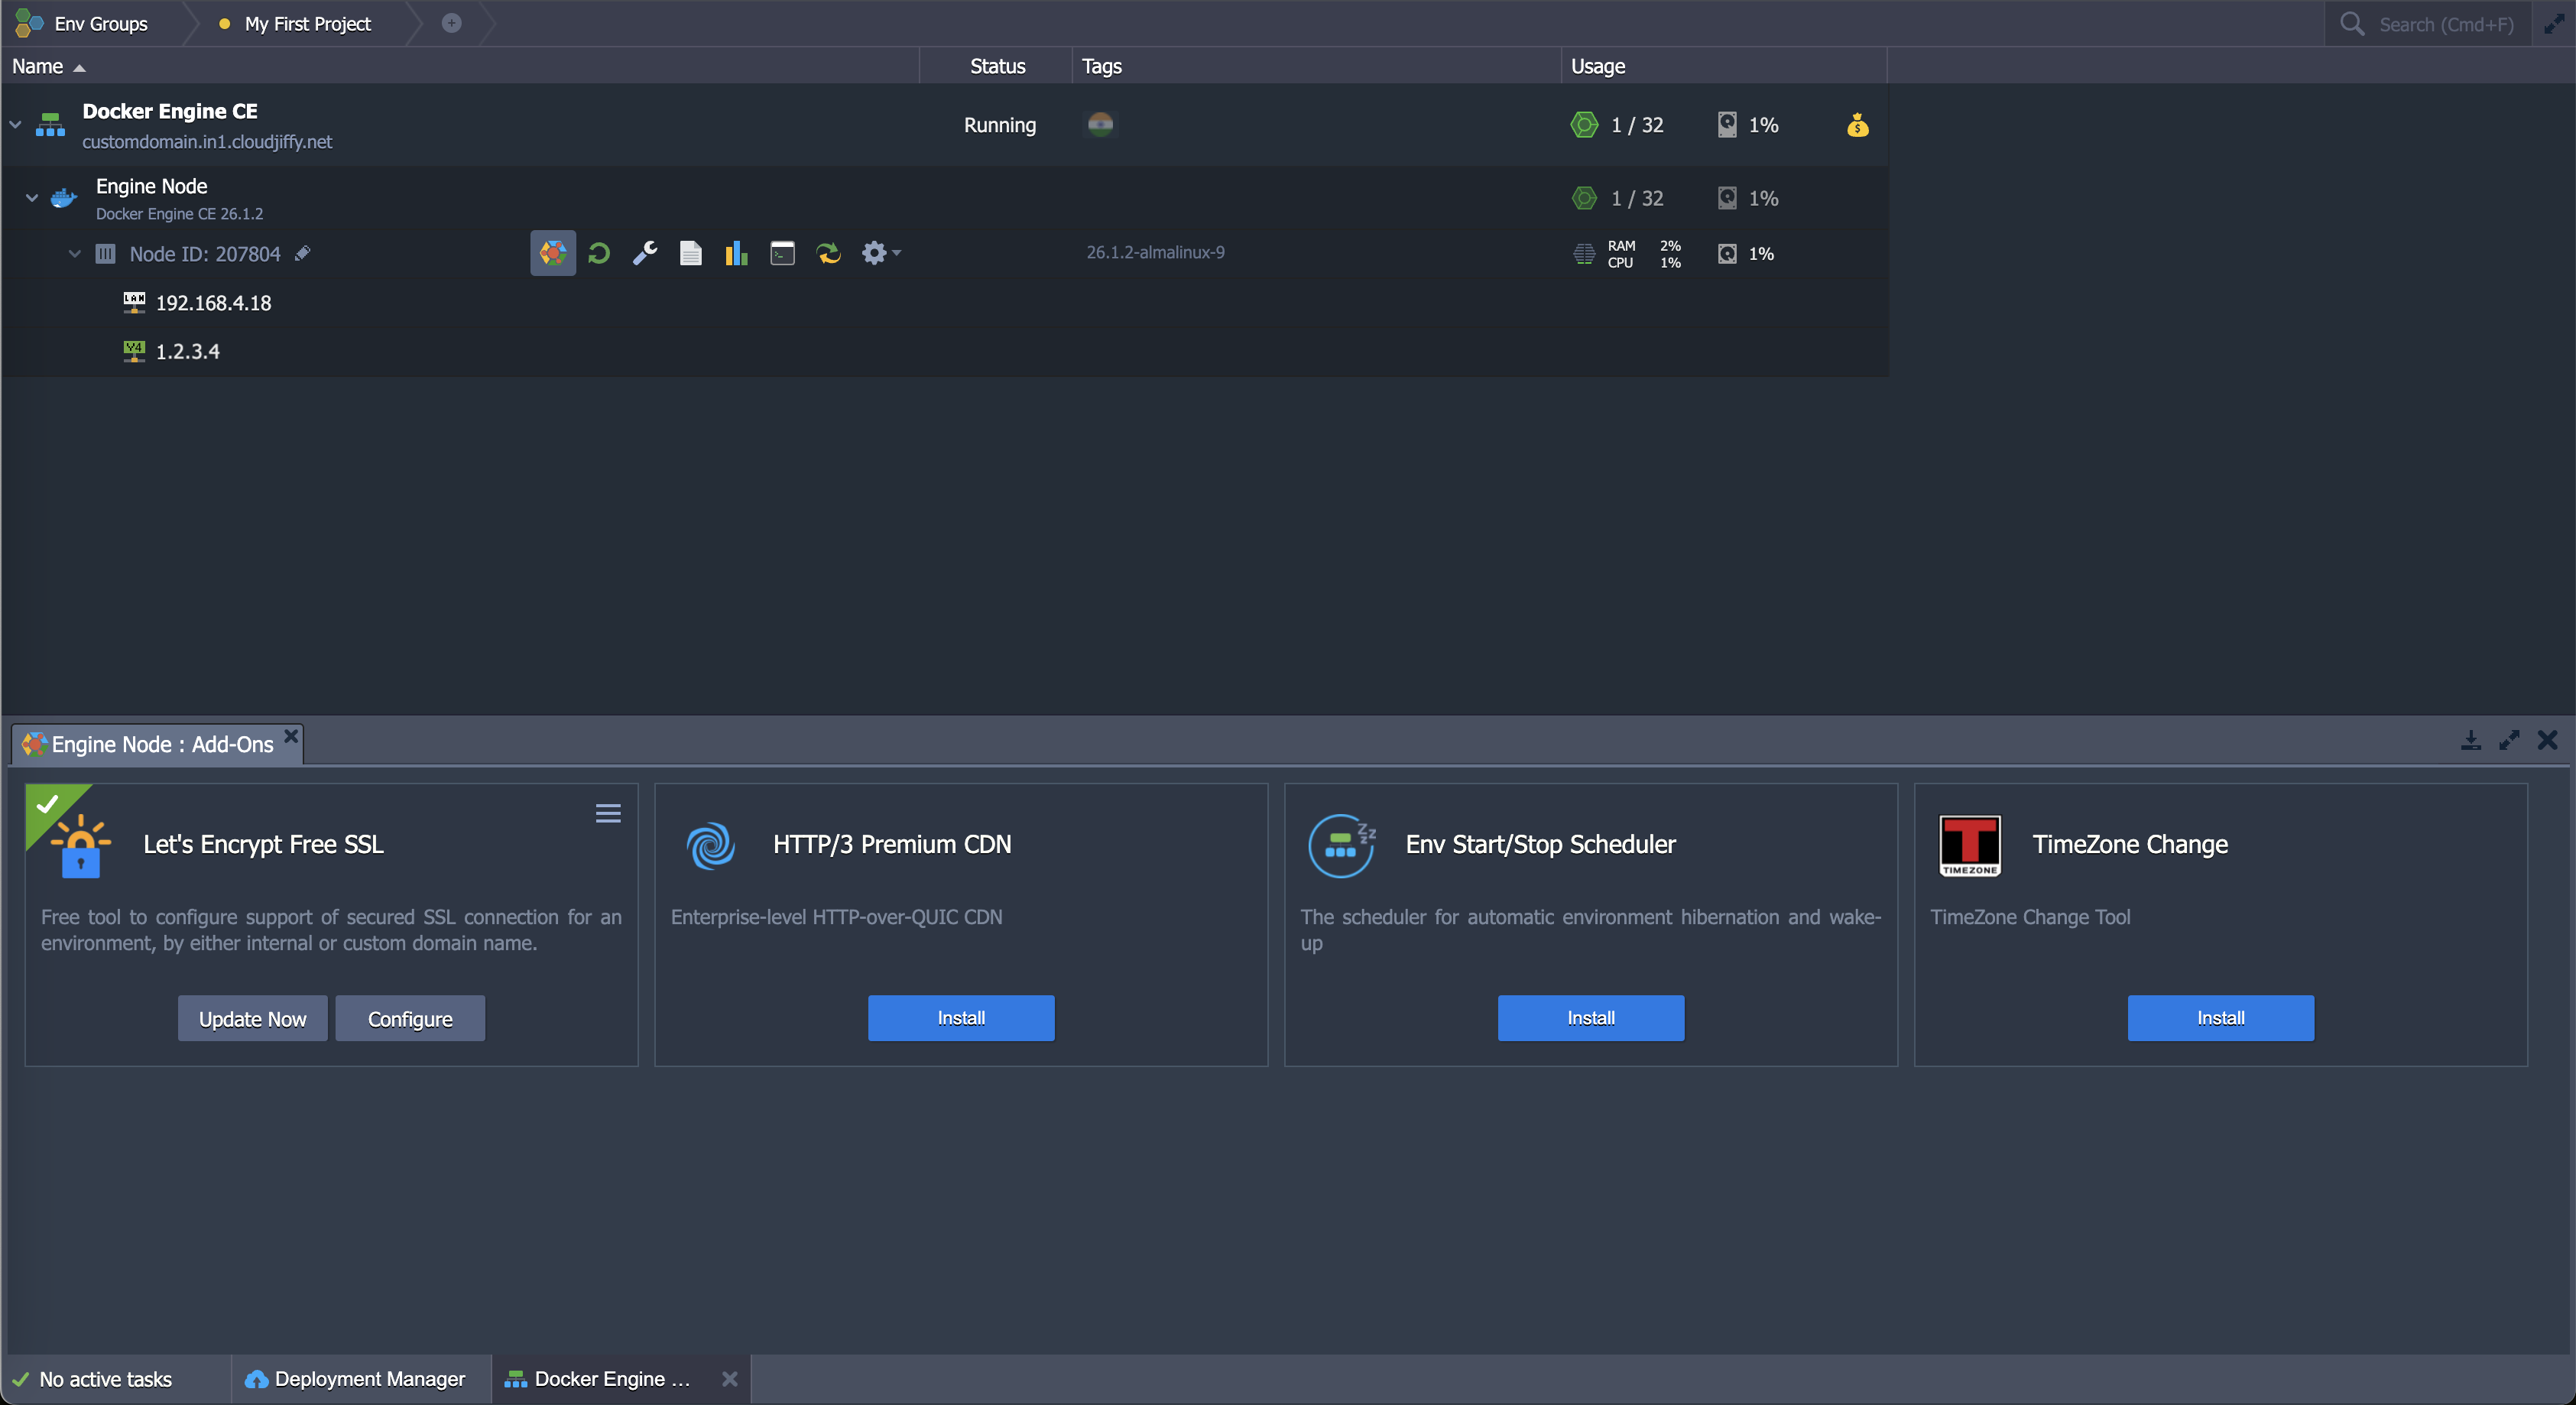 Env Groups
My First Project
Search (Cmd+F)
Name
Status
Tags
Usage
Docker Engine CE
customdomain.in1.cloudjiffy.net
Running
1 / 32
1%
Engine Node
Docker Engine CE 26.1.2
1 / 32
1%
Node ID: 207804
26.1.2-almalinux-9
RAM 2%
CPU 1%
1%
LAN
192.168.4.18
V4
1.2.3.4
Engine Node : Add-Ons
Let's Encrypt Free SSL
Free tool to configure support of secured SSL connection for an
environment, by either internal or custom domain name.
Update Now
Configure
HTTP/3 Premium CDN
Enterprise-level HTTP-over-QUIC CDN
Install
Env Start/Stop Scheduler
The scheduler for automatic environment hibernation and wake-
up
Install
T
TIMEZONE
TimeZone Change
TimeZone Change Tool
Install
No active tasks
Deployment Manager
Docker Engine ...